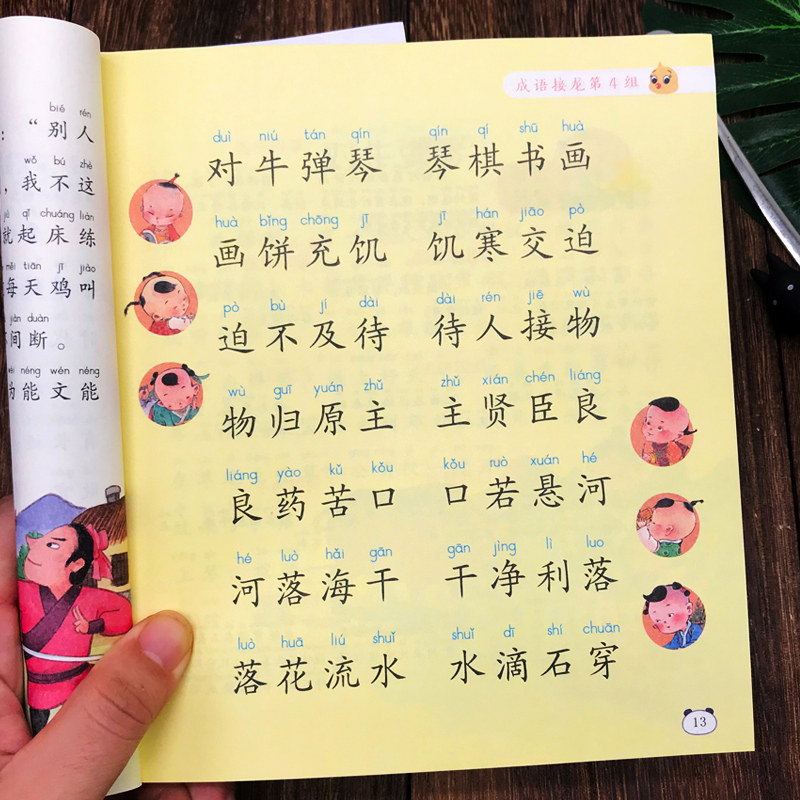 bié rén
：“别人
wǒ bú zhè
，我不这
qǐ chuáng liàn
就起床练
měi tiān jī jiào
每天鸡叫
jiàn duàn
间断。
néng wén néng
为能文能
成语接龙第4组
duì niú tán qín qín qí shū huà
对牛弹琴 琴棋书画
huà bǐng chōng jī jī hán jiāo pò
画饼充饥 饥寒交迫
pò bù jí dài dài rén jiē wù
迫不及待 待人接物
wù guī yuán zhǔ zhǔ xián chén liáng
物归原主 主贤臣良
liáng yào kǔ kǒu kǒu ruò xuán hé
良药苦口 口若悬河
hé luò hǎi gān gān jìng lì luo
河落海干 干净利落
luò huā liú shuǐ shuǐ dī shí chuān
落花流水 水滴石穿
13